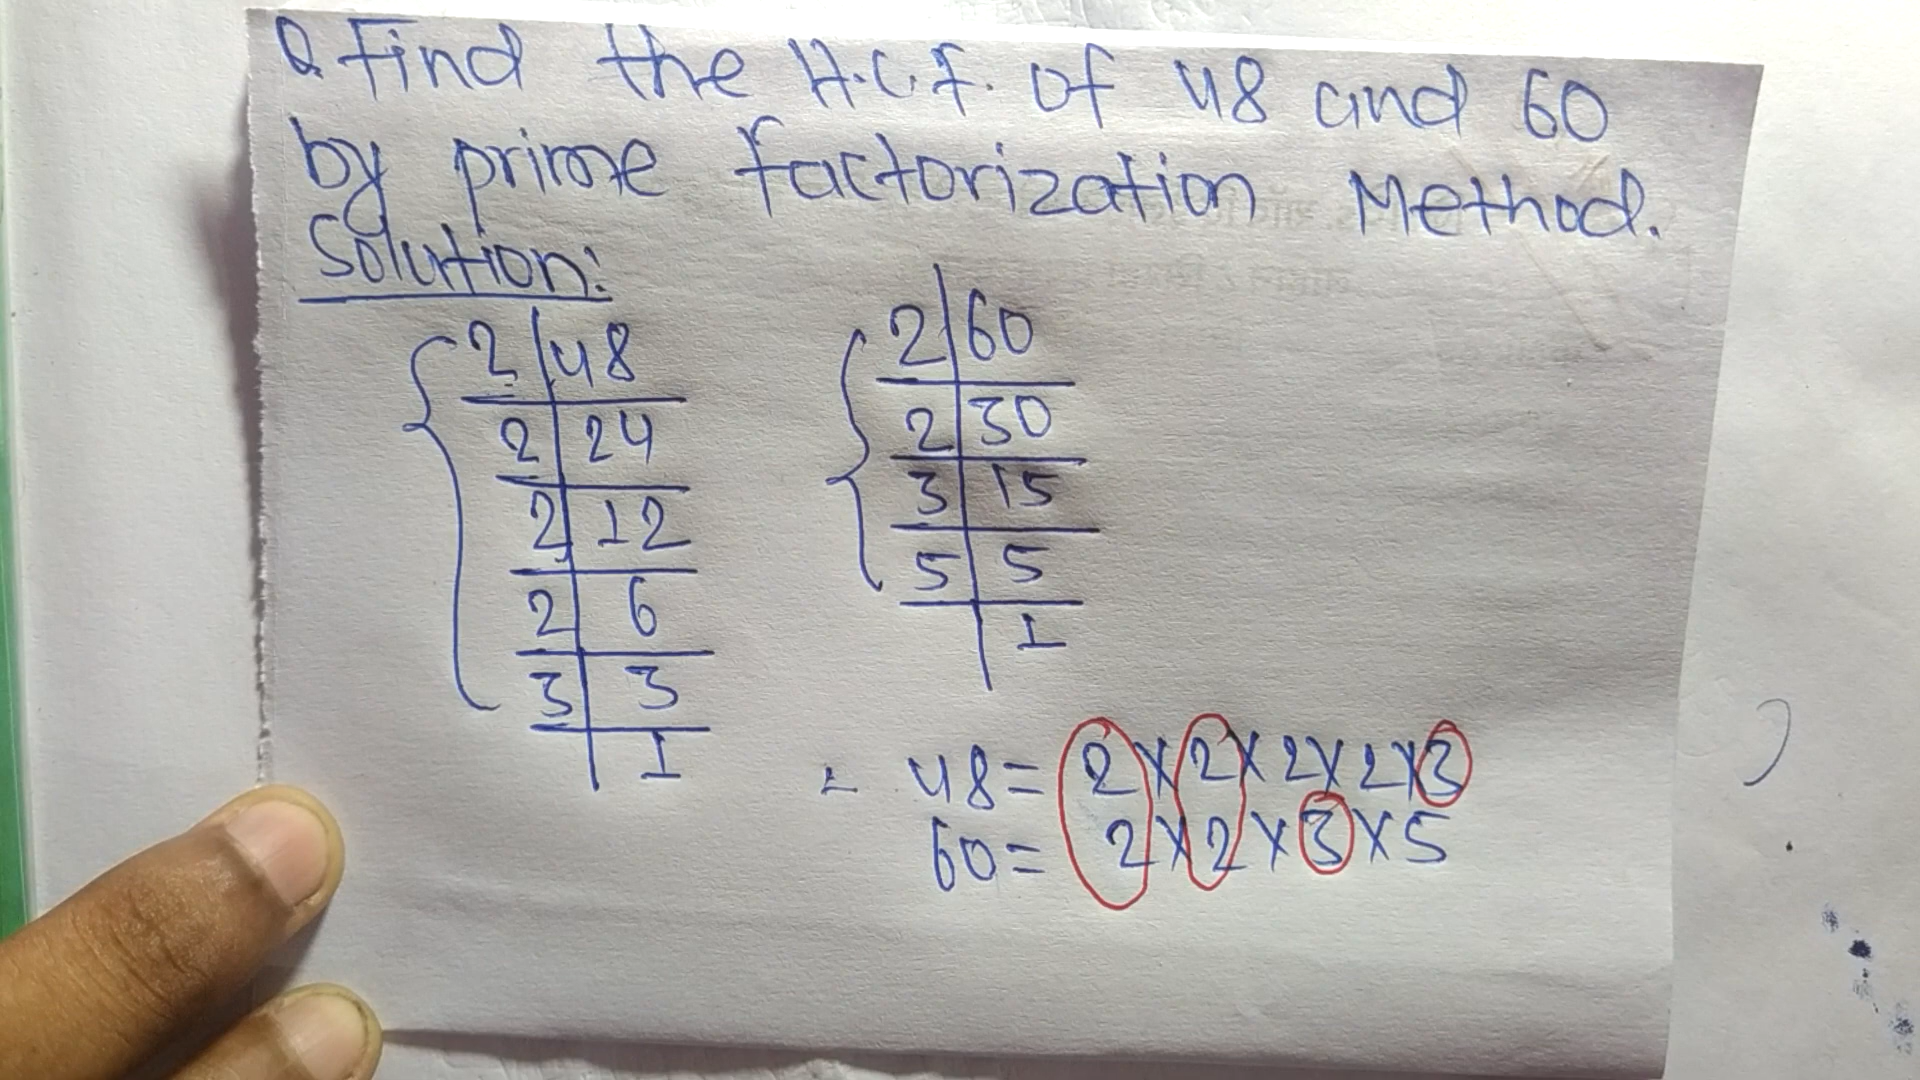 Q. Find the H.C.F. of 48 and 60
by prime factorization Method.
Solution:
2 48
2 24
2 12
2 6
3 3
1
2 60
2 30
3 15
5 5
1
48 = 2 × 2 × 2 × 2 × 3
60 = 2 × 2 × 3 × 5